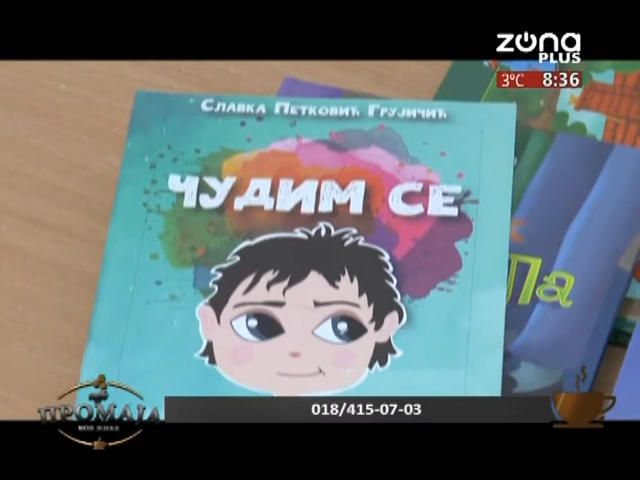 zona
PLUS
3°C 8:36
Славка Петковић Грујичић
ЧУДИМ СЕ
Па
ПРОМАЈА
018/415-07-03